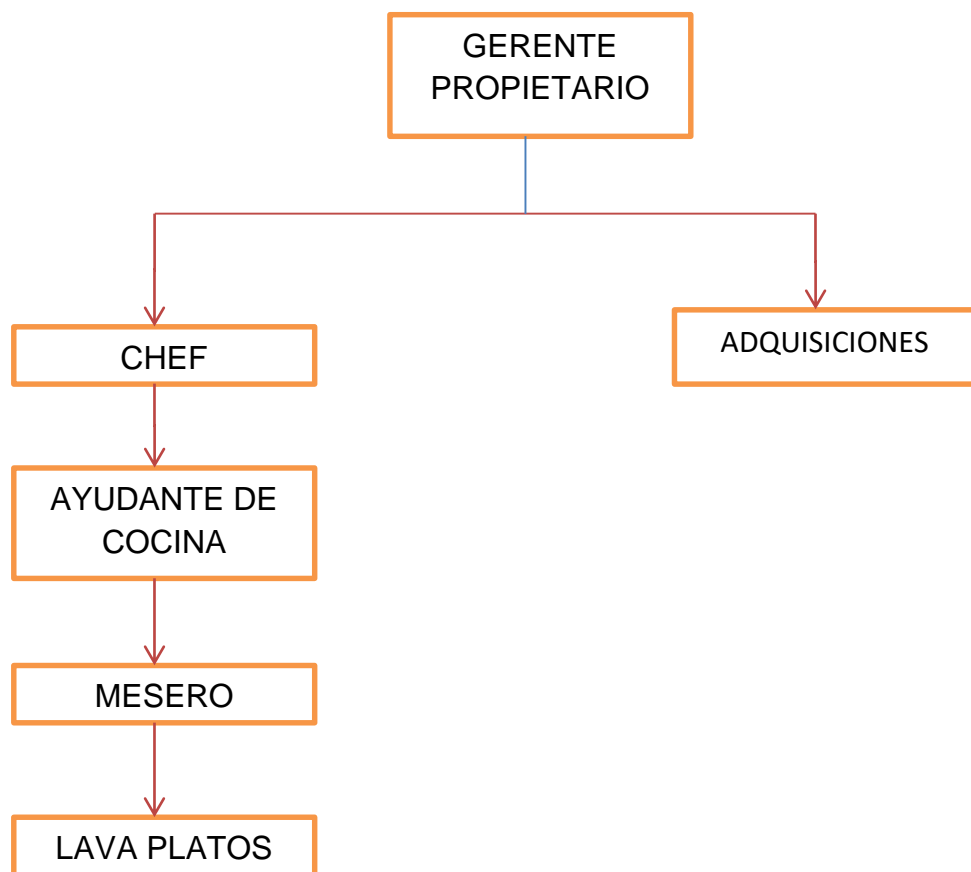 GERENTE
PROPIETARIO
CHEF
ADQUISICIONES
AYUDANTE DE
COCINA
MESERO
LAVA PLATOS